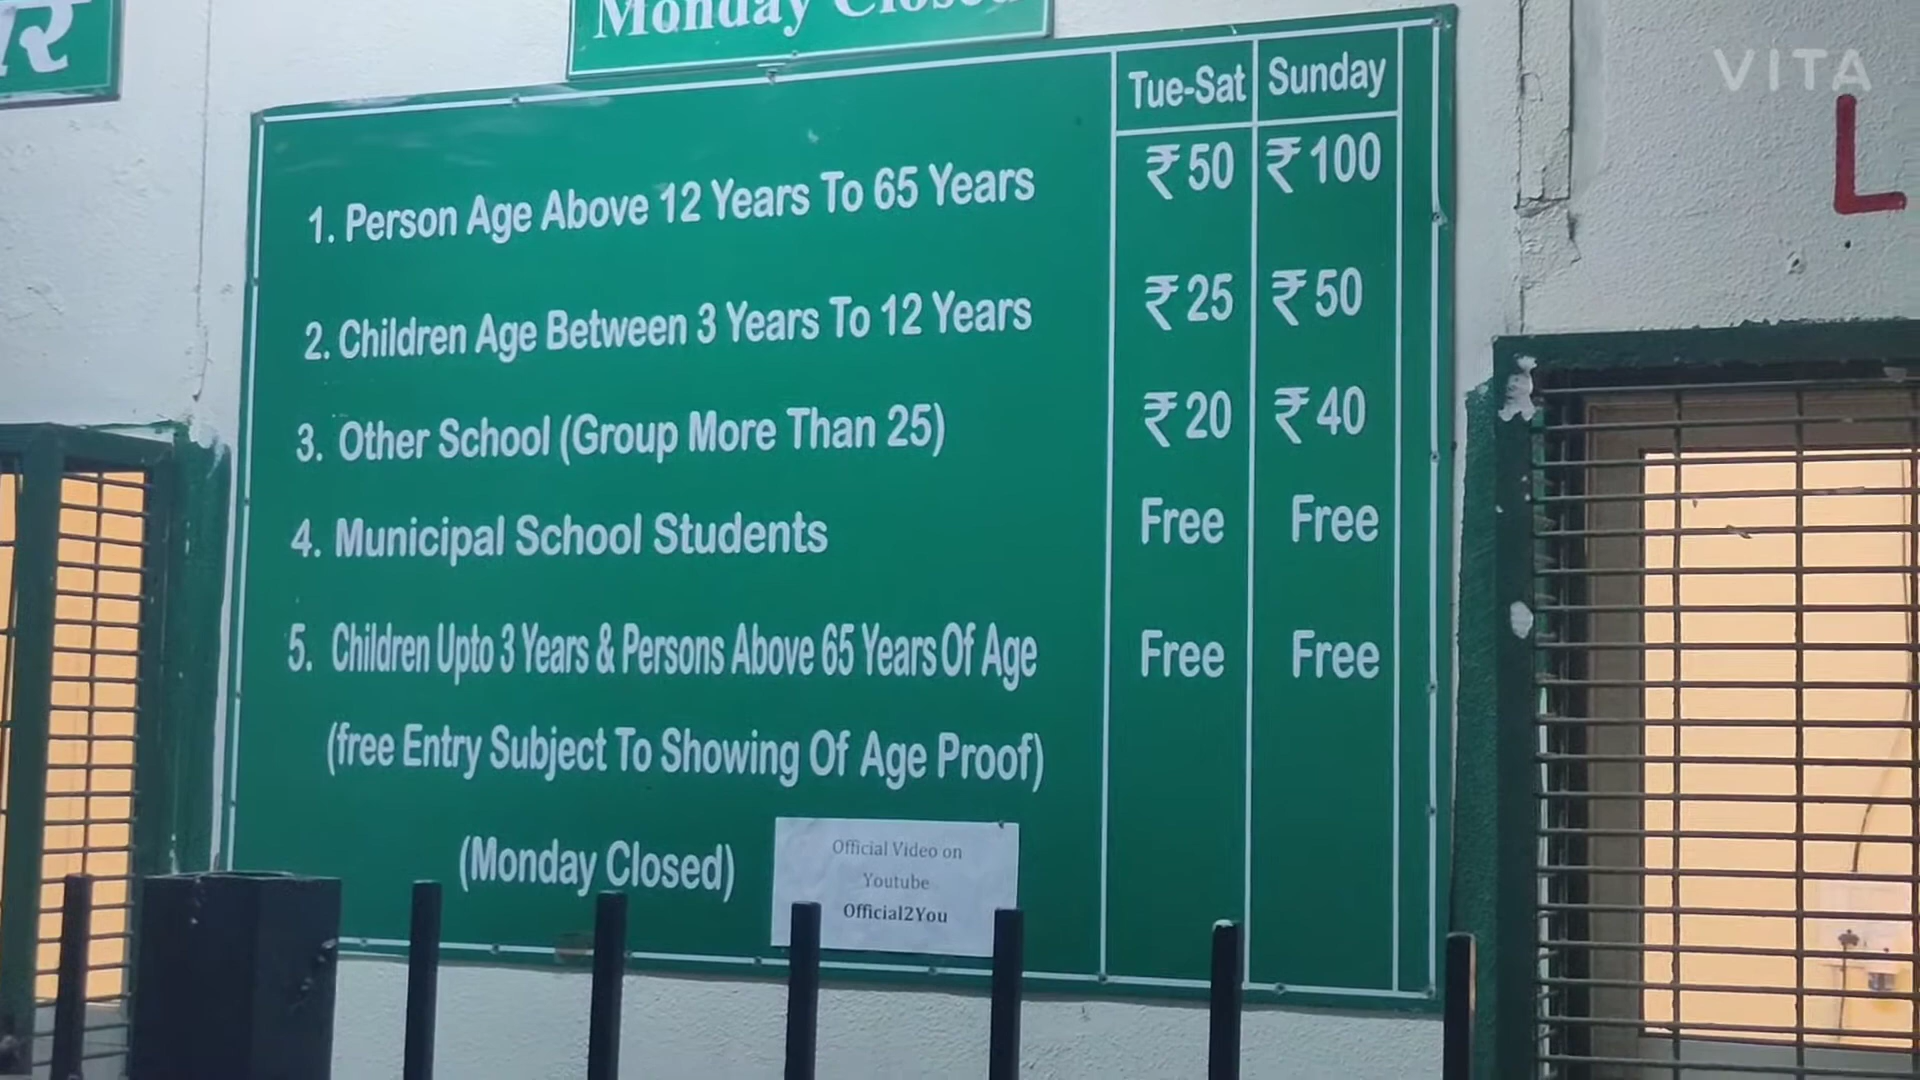 Monday Closed
Tue-Sat Sunday
1. Person Age Above 12 Years To 65 Years ₹50 ₹100
2. Children Age Between 3 Years To 12 Years ₹25 ₹50
3. Other School (Group More Than 25) ₹20 ₹40
4. Municipal School Students Free Free
5. Children Upto 3 Years & Persons Above 65 Years Of Age Free Free
(free Entry Subject To Showing Of Age Proof)
(Monday Closed)
Official Video on
Youtube
Official2You
VITA
L